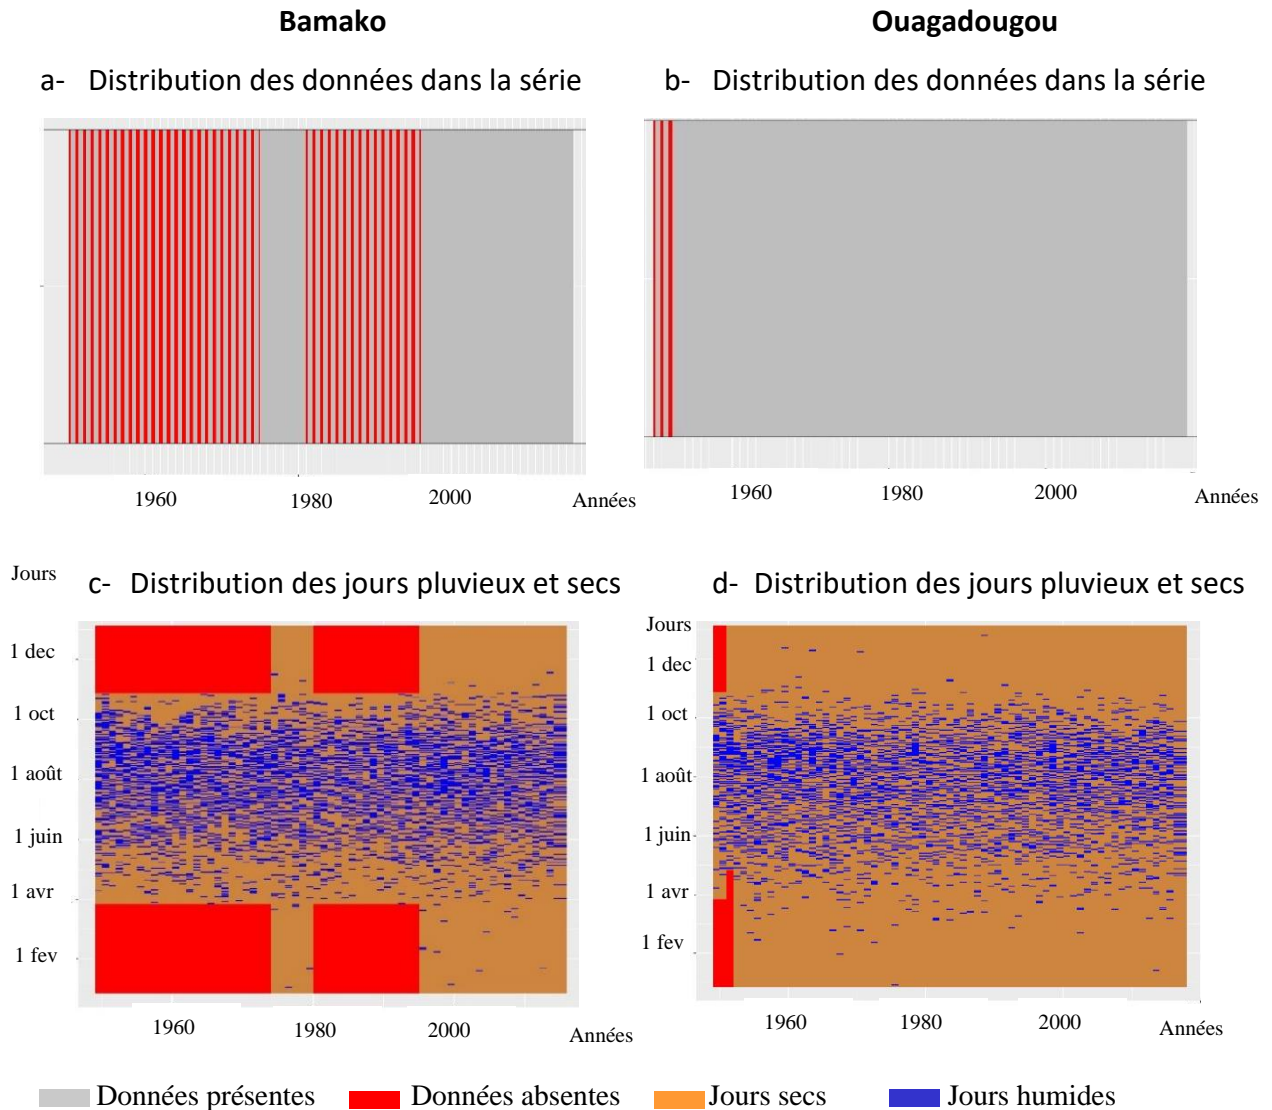 Bamako
Ouagadougou
a- Distribution des données dans la série
b- Distribution des données dans la série
1960
1980
2000
Années
1960
1980
2000
Années
Jours
c- Distribution des jours pluvieux et secs
d- Distribution des jours pluvieux et secs
1 dec
1 oct
1 août
1 juin
1 avr
1 fev
1960
1980
2000
Années
Jours
1 dec
1 oct
1 août
1 juin
1 avr
1 fev
1960
1980
2000
Années
Données présentes
Données absentes
Jours secs
Jours humides